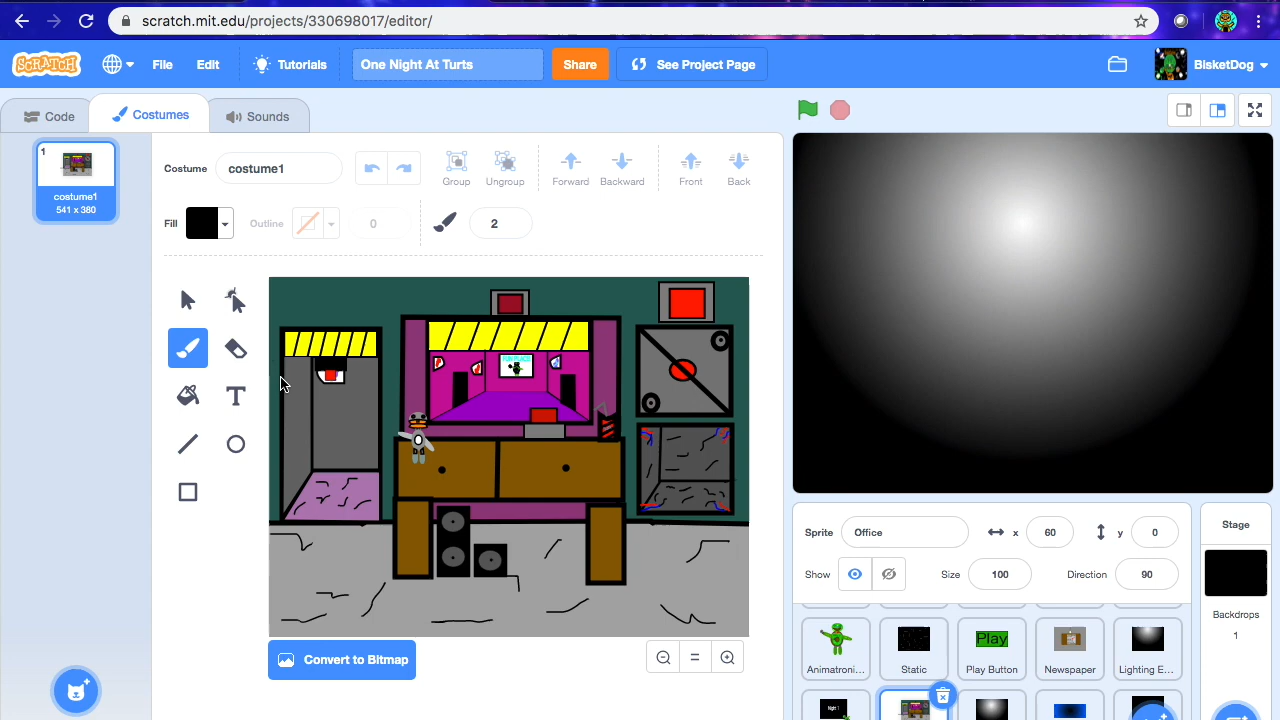 scratch.mit.edu/projects/330698017/editor/
SCRATCH File Edit Tutorials One Night At Turts Share See Project Page BisketDog
Code Costumes Sounds
1
costume1
541 x 380
Costume costume1 Group Ungroup Forward Backward Front Back
Fill Outline 0 2
Convert to Bitmap
Sprite Office x 60 y 0
Show Size 100 Direction 90
Stage
Backdrops
1
Animatroni... Static Play Button Newspaper Lighting E...
Play
Night 1